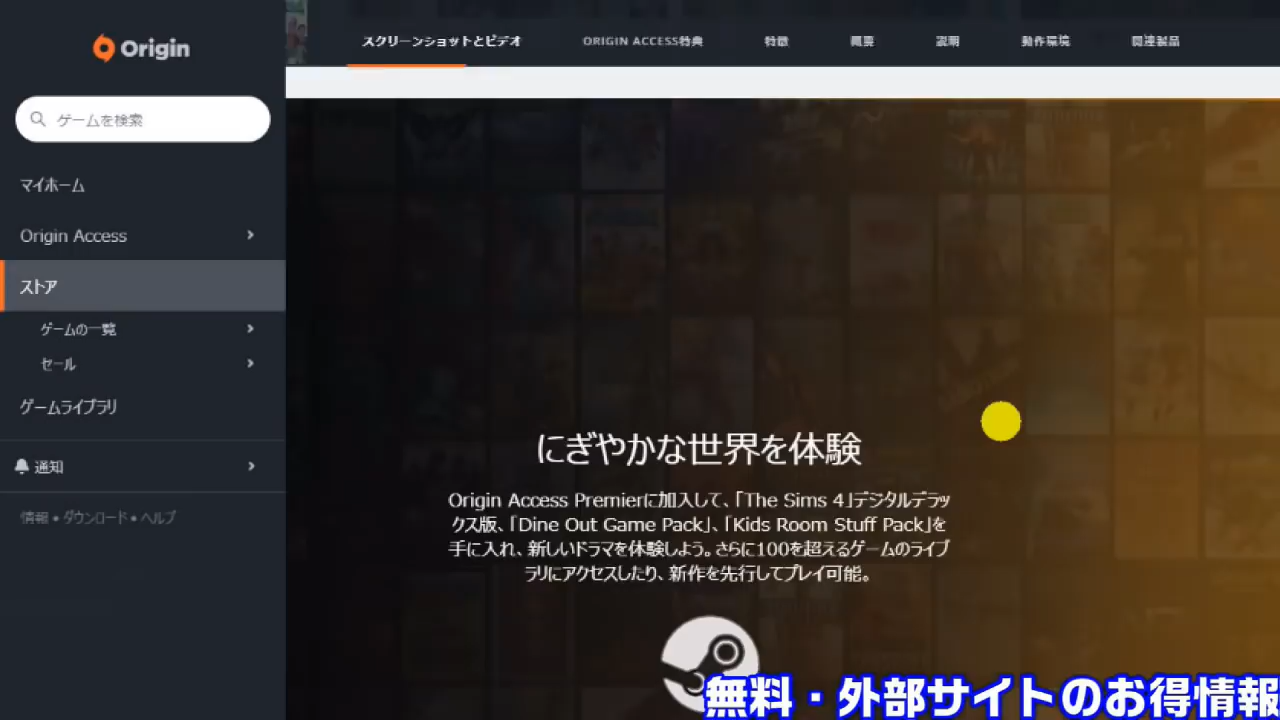 Origin
スクリーンショットとビデオ
ORIGIN ACCESS特典
特徴
概要
説明
動作環境
関連製品
ゲームを検索
マイホーム
Origin Access
ストア
ゲームの一覧
セール
ゲームライブラリ
通知
情報 • ダウンロード • ヘルプ
にぎやかな世界を体験
Origin Access Premierに加入して、「The Sims 4」デジタルデラッ
クス版、「Dine Out Game Pack」、「Kids Room Stuff Pack」を
手に入れ、新しいドラマを体験しよう。さらに100を超えるゲームのライブ
ラリにアクセスしたり、新作を先行してプレイ可能。
無料・外部サイトのお得情報